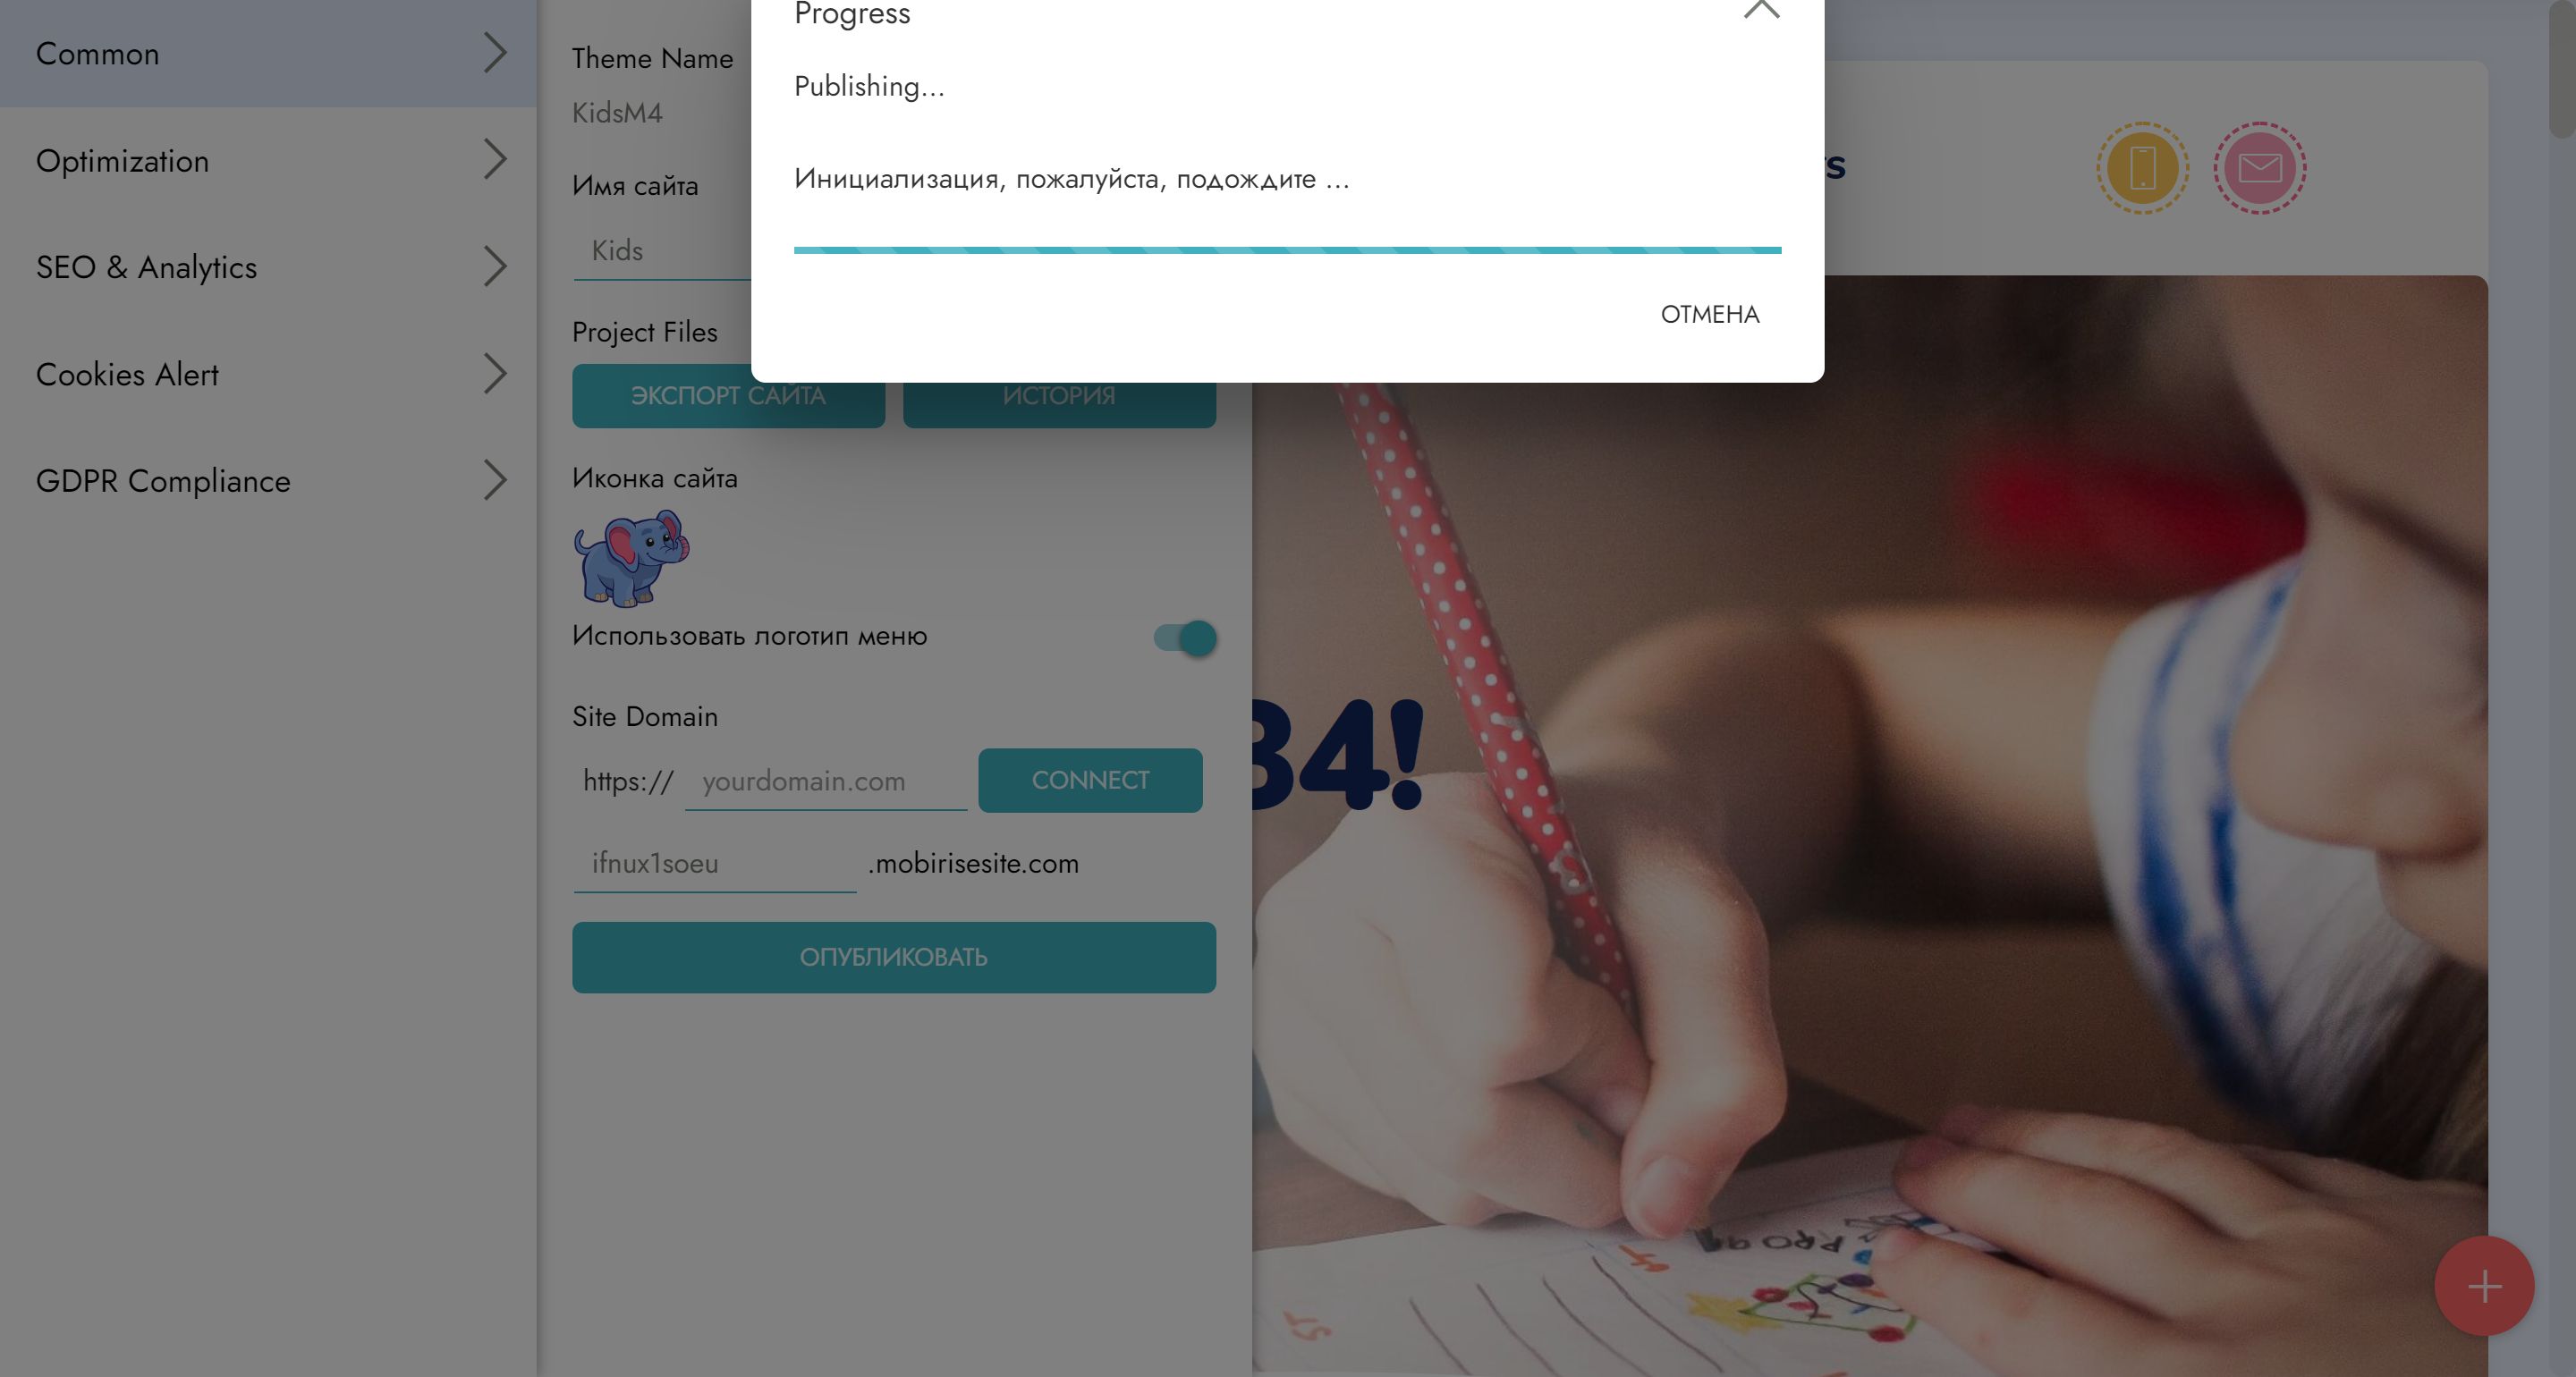 Common
Optimization
SEO & Analytics
Cookies Alert
GDPR Compliance
Theme Name
KidsM4
Имя сайта
Kids
Project Files
ЭКСПОРТ САЙТА
ИСТОРИЯ
Иконка сайта
Использовать логотип меню
Site Domain
https://
yourdomain.com
CONNECT
ifnux1soeu
.mobirisesite.com
ОПУБЛИКОВАТЬ
Progress
Publishing...
Инициализация, пожалуйста, подождите ...
ОТМЕНА
34!